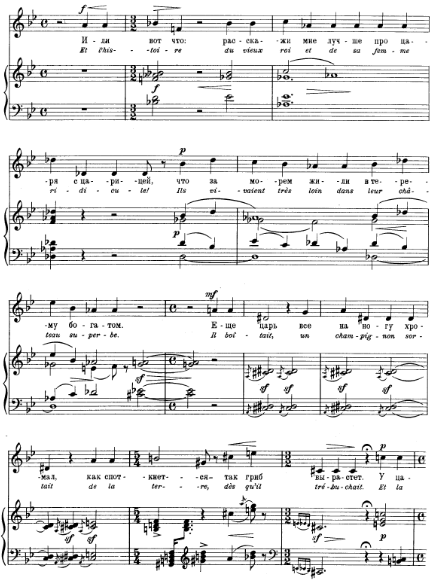 И - ли вот что: рас - ска - жи мне луч - ше про ца -
Et l'his - toi - re du vieux roi et de sa fem - me
- ря с ца - ри - цей, что за мо - рем жи - ли в те - ре -
ri - di - cu - le! Ils vi - vaient très loin dans leur châ -
- му бо - га - том. Е - ще царь все на но - гу хро -
teau su - per - be. Il boi - tait, un cham - pig - non sor -
- мал, как спот - кнет - ся - так гриб вы - рас - тет. У ца -
tait de la ter - re, dès qu'il tré - bu - chait. Et la